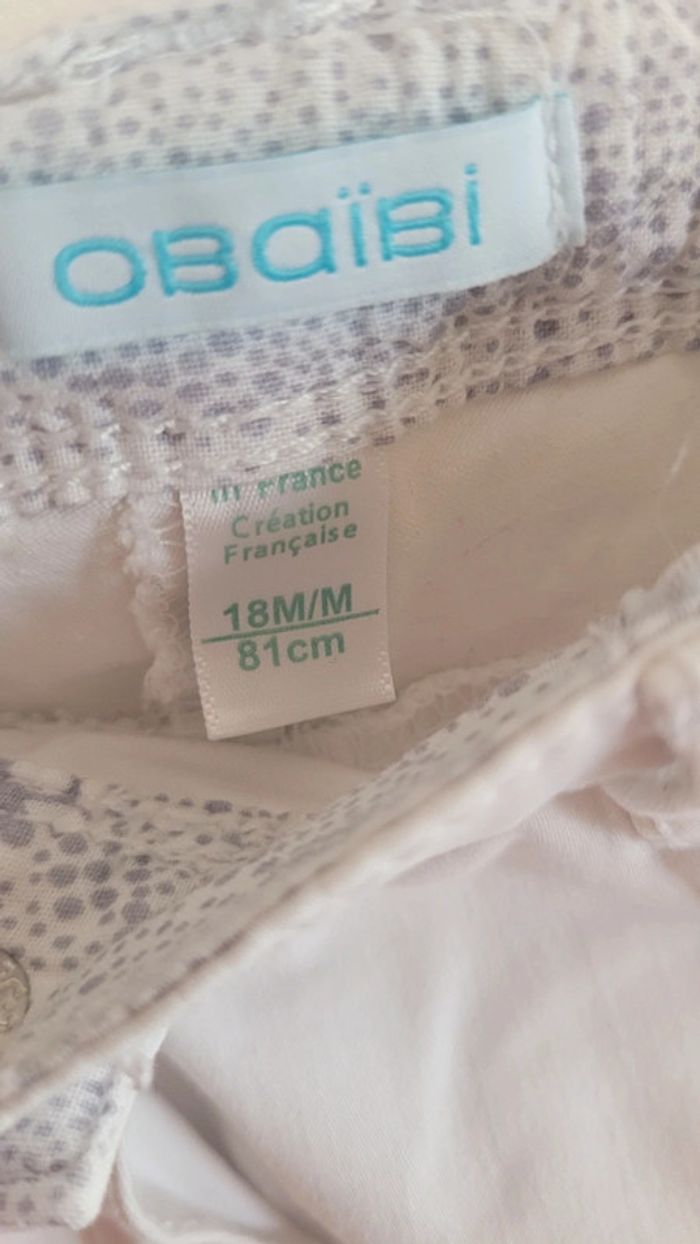 OBaïBi
France
Création
Française
18M/M
81cm